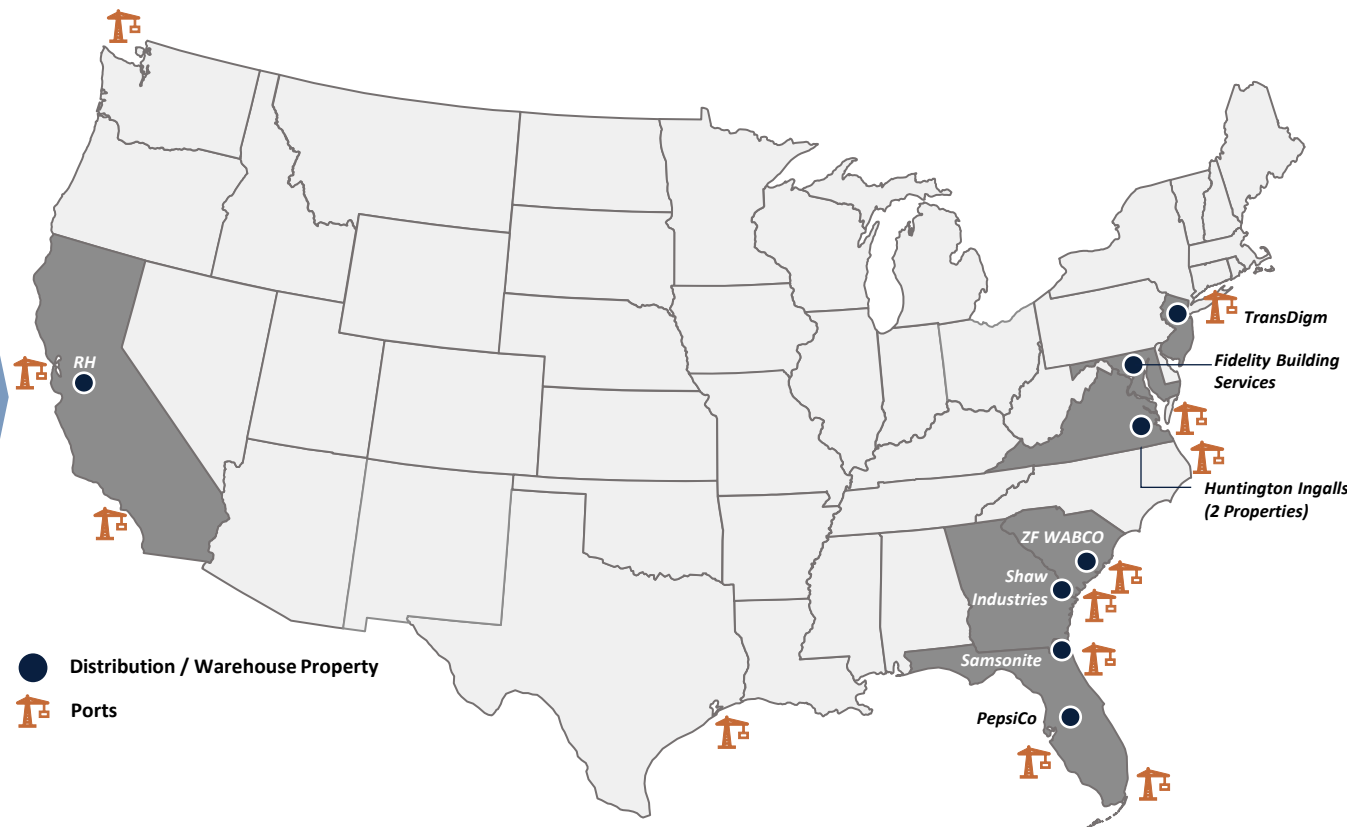 RH
TransDigm
Fidelity Building
Services
Huntington Ingalls
(2 Properties)
ZF WABCO
Shaw
Industries
Samsonite
PepsiCo
Distribution / Warehouse Property
Ports